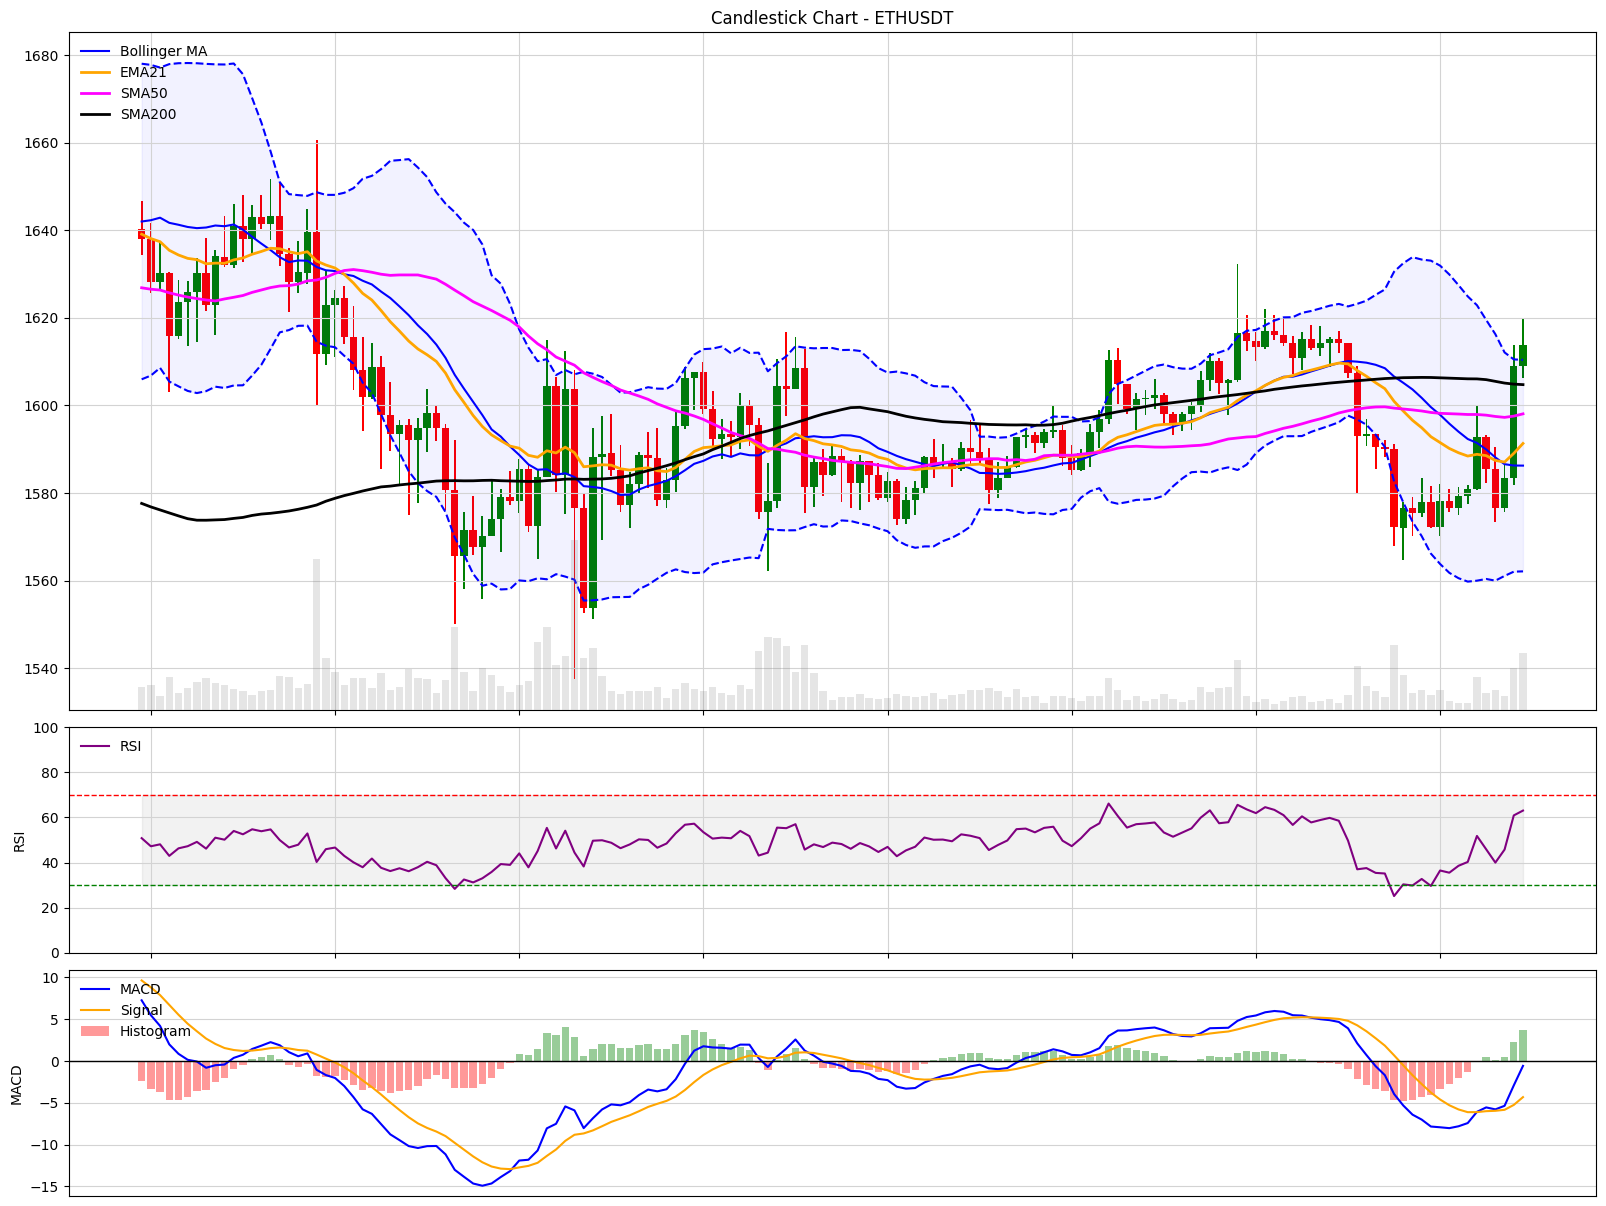 Candlestick Chart - ETHUSDT
Bollinger MA
EMA21
SMA50
SMA200
1680
1660
1640
1620
1600
1580
1560
1540
RSI
100
80
60
40
20
0
RSI
MACD
Signal
Histogram
10
5
0
−5
−10
−15
MACD